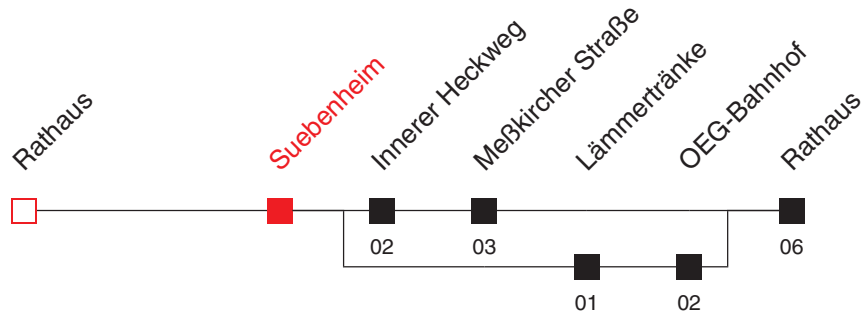 Rathaus
Suebenheim
Innerer Heckweg
Meßkircher Straße
Lämmertränke
OEG-Bahnhof
Rathaus
02
03
06
01
02